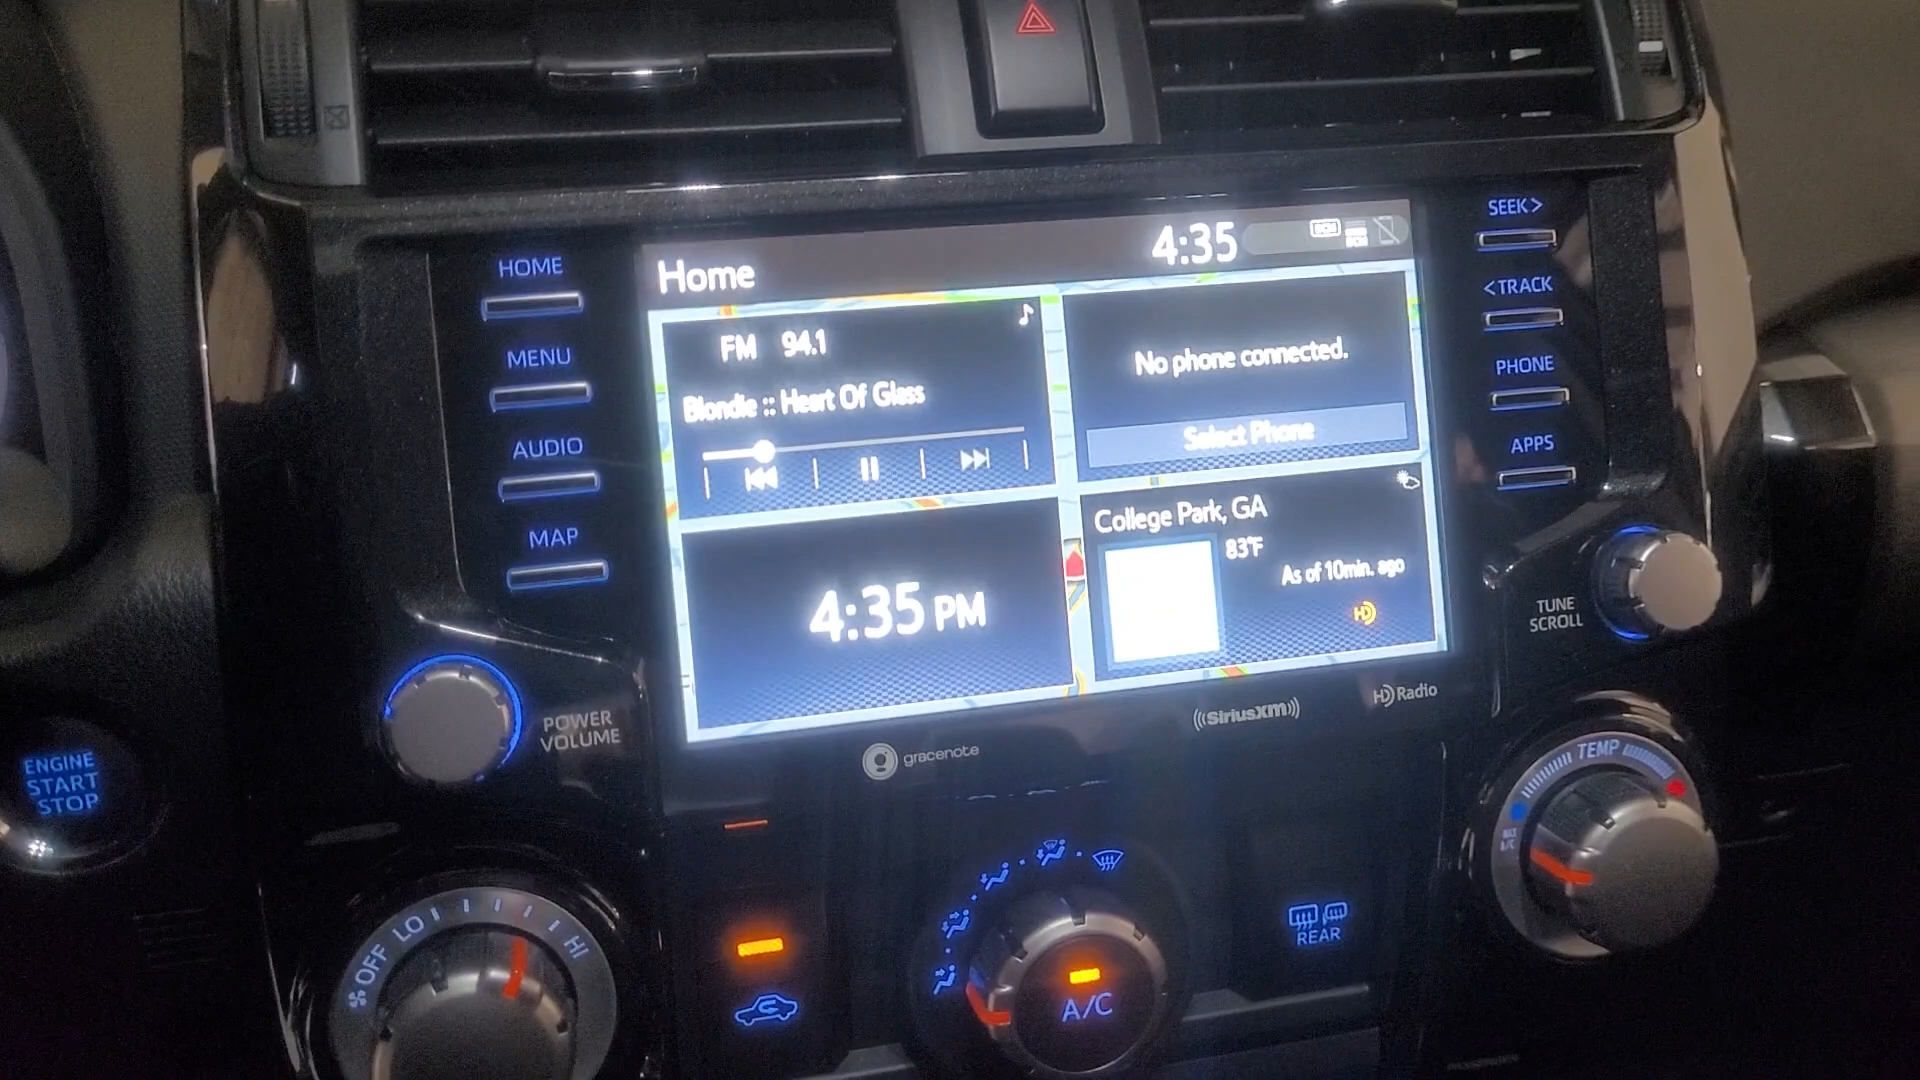 Home
4:35
FM 94.1
Blondie :: Heart Of Glass
No phone connected.
Select Phone
4:35 PM
College Park, GA
83°F
As of 10min. ago
HD
HOME
MENU
AUDIO
MAP
POWER
VOLUME
SEEK>
<TRACK
PHONE
APPS
TUNE
SCROLL
gracenote
((SiriusXM))
HD Radio
ENGINE
START
STOP
OFF LO HI
A/C
REAR
TEMP
MAX
A/C